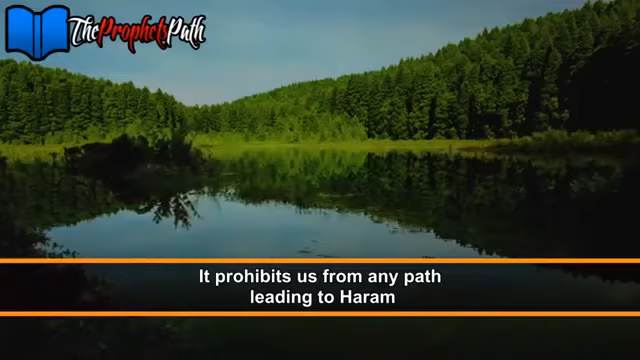 TheProphetsPath
It prohibits us from any path
leading to Haram